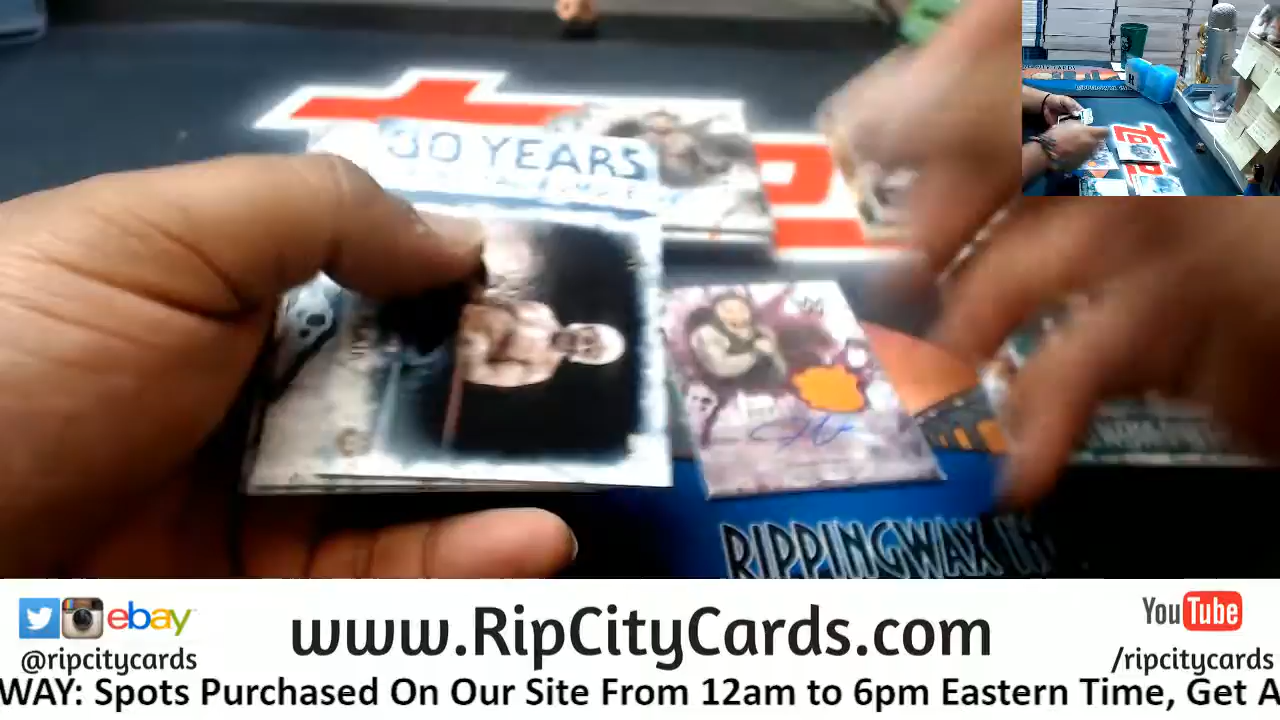 30 YEARS
RIPPINGWAX IN
ebay
@ripcitycards
www.RipCityCards.com
YouTube
/ripcitycards
WAY: Spots Purchased On Our Site From 12am to 6pm Eastern Time, Get A